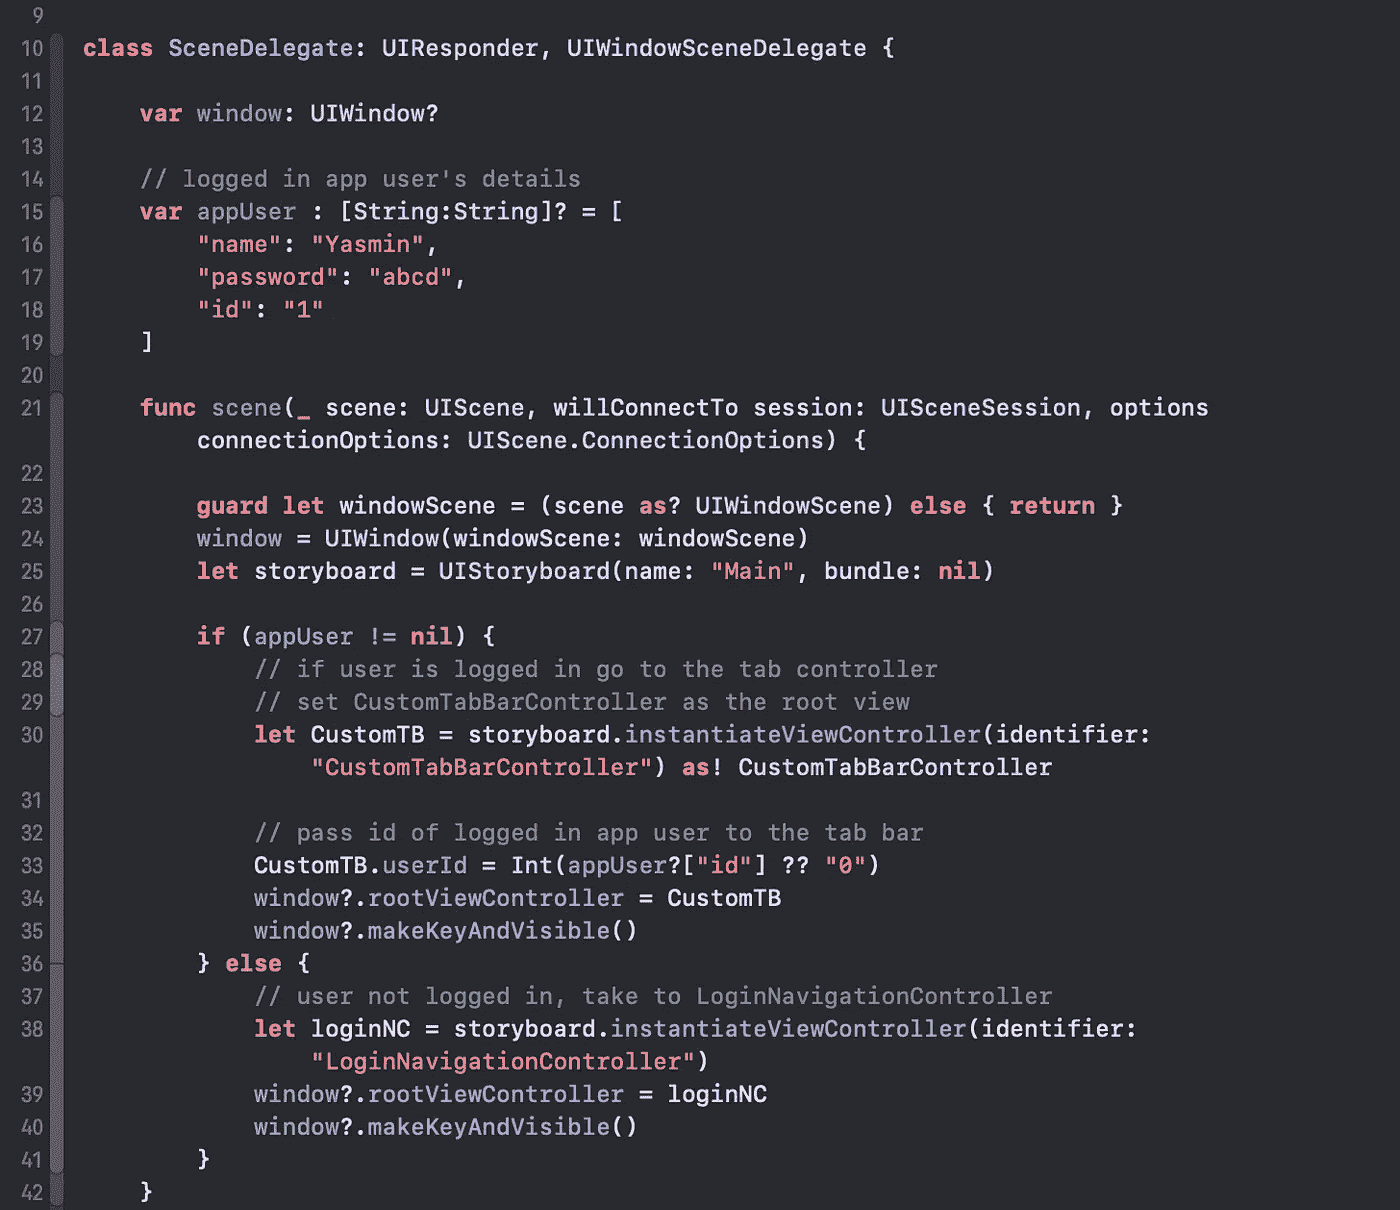 9
10 class SceneDelegate: UIResponder, UIWindowSceneDelegate {
11
12     var window: UIWindow?
13
14     // logged in app user's details
15     var appUser : [String:String]? = [
16         "name": "Yasmin",
17         "password": "abcd",
18         "id": "1"
19     ]
20
21     func scene(_ scene: UIScene, willConnectTo session: UISceneSession, options
        connectionOptions: UIScene.ConnectionOptions) {
22
23         guard let windowScene = (scene as? UIWindowScene) else { return }
24         window = UIWindow(windowScene: windowScene)
25         let storyboard = UIStoryboard(name: "Main", bundle: nil)
26
27         if (appUser != nil) {
28             // if user is logged in go to the tab controller
29             // set CustomTabBarController as the root view
30             let CustomTB = storyboard.instantiateViewController(identifier:
                "CustomTabBarController") as! CustomTabBarController
31
32             // pass id of logged in app user to the tab bar
33             CustomTB.userId = Int(appUser?["id"] ?? "0")
34             window?.rootViewController = CustomTB
35             window?.makeKeyAndVisible()
36         } else {
37             // user not logged in, take to LoginNavigationController
38             let loginNC = storyboard.instantiateViewController(identifier:
                "LoginNavigationController")
39             window?.rootViewController = loginNC
40             window?.makeKeyAndVisible()
41         }
42     }